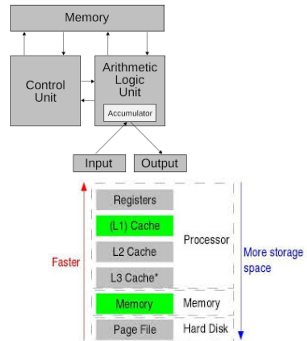 Memory
Control
Unit
Arithmetic
Logic
Unit
Accumulator
Input
Output
Registers
(L1) Cache
L2 Cache
L3 Cache*
Processor
Faster
More storage
space
Memory
Memory
Page File
Hard Disk